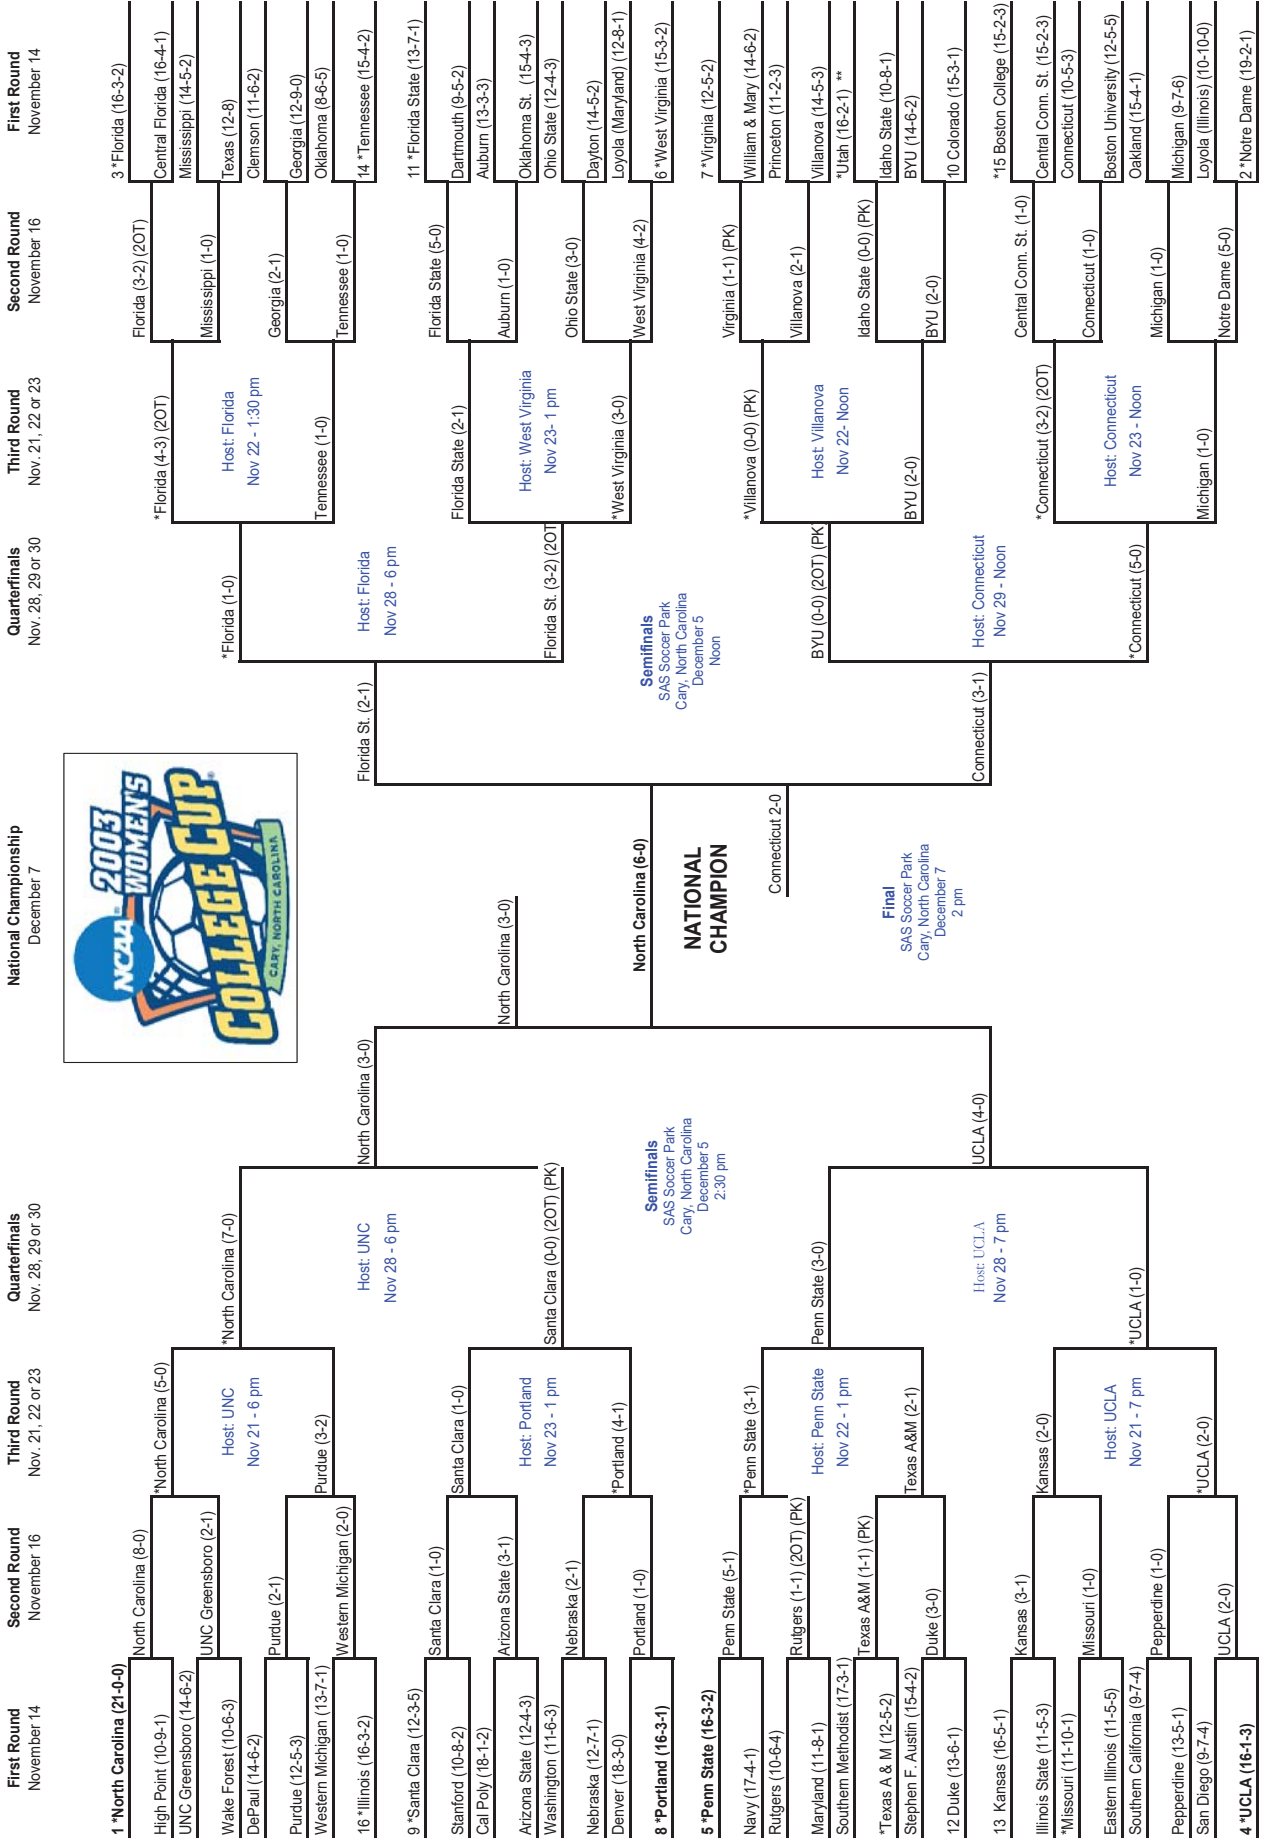 First Round
November 14
Second Round
November 16
Third Round
Nov. 21, 22 or 23
Quarterfinals
Nov. 28, 29 or 30
National Championship
December 7
Quarterfinals
Nov. 28, 29 or 30
Third Round
Nov. 21, 22 or 23
Second Round
November 16
First Round
November 14
1 *North Carolina (21-0-0)
High Point (10-9-1)
UNC Greensboro (14-6-2)
Wake Forest (10-6-3)
DePaul (14-6-2)
Purdue (12-5-3)
Western Michigan (13-7-1)
16 *Illinois (16-3-2)
9 *Santa Clara (12-3-5)
Stanford (10-8-2)
Cal Poly (18-1-2)
Arizona State (12-4-3)
Washington (11-6-3)
Nebraska (12-7-1)
Denver (18-3-0)
8 *Portland (16-3-1)
5 *Penn State (16-3-2)
Navy (17-4-1)
Rutgers (10-6-4)
Maryland (11-8-1)
Southern Methodist (17-3-1)
*Texas A & M (12-5-2)
Stephen F. Austin (15-4-2)
12 Duke (13-6-1)
13 Kansas (16-5-1)
Illinois State (11-5-3)
*Missouri (11-10-1)
Eastern Illinois (11-5-5)
Southern California (9-7-4)
Pepperdine (13-5-1)
San Diego (9-7-4)
4 *UCLA (16-1-3)
North Carolina (8-0)
UNC Greensboro (2-1)
Purdue (2-1)
Western Michigan (2-0)
Santa Clara (1-0)
Arizona State (3-1)
Nebraska (2-1)
Portland (1-0)
Penn State (5-1)
Rutgers (1-1) (2OT) (PK)
Texas A&M (1-1) (PK)
Duke (3-0)
Kansas (3-1)
Missouri (1-0)
Pepperdine (1-0)
UCLA (2-0)
*North Carolina (5-0)
Host: UNC
Nov 21 - 6 pm
Purdue (3-2)
Santa Clara (1-0)
Host: Portland
Nov 23 - 1 pm
*Portland (4-1)
*Penn State (3-1)
Host: Penn State
Nov 22 - 1 pm
Texas A&M (2-1)
Kansas (2-0)
Host: UCLA
Nov 21 - 7 pm
*UCLA (2-0)
*North Carolina (7-0)
Host: UNC
Nov 28 - 6 pm
Santa Clara (0-0) (2OT) (PK)
Penn State (3-0)
Host: UCLA
Nov 28 - 7 pm
*UCLA (1-0)
North Carolina (3-0)
Semifinals
SAS Soccer Park
Cary, North Carolina
December 5
2:30 pm
UCLA (4-0)
NCAA
2003
WOMEN'S
COLLEGE CUP
CARY, NORTH CAROLINA
North Carolina (3-0)
North Carolina (6-0)
NATIONAL
CHAMPION
Connecticut 2-0
Final
SAS Soccer Park
Cary, North Carolina
December 7
2 pm
Florida St. (2-1)
Semifinals
SAS Soccer Park
Cary, North Carolina
December 5
Noon
Connecticut (3-1)
*Florida (1-0)
Host: Florida
Nov 28 - 6 pm
Florida St. (3-2) (2OT
BYU (0-0) (2OT) (PK
Host: Connecticut
Nov 29 - Noon
*Connecticut (5-0)
*Florida (4-3) (2OT)
Host: Florida
Nov 22 - 1:30 pm
Tennessee (1-0)
Florida State (2-1)
Host: West Virginia
Nov 23- 1 pm
*West Virginia (3-0)
*Villanova (0-0) (PK)
Host: Villanova
Nov 22- Noon
BYU (2-0)
*Connecticut (3-2) (2OT)
Host: Connecticut
Nov 23 - Noon
Michigan (1-0)
Florida (3-2) (2OT)
Mississippi (1-0)
Georgia (2-1)
Tennessee (1-0)
Florida State (5-0)
Auburn (1-0)
Ohio State (3-0)
West Virginia (4-2)
Virginia (1-1) (PK)
Villanova (2-1)
Idaho State (0-0) (PK)
BYU (2-0)
Central Conn. St. (1-0)
Connecticut (1-0)
Michigan (1-0)
Notre Dame (5-0)
3 *Florida (16-3-2)
Central Florida (16-4-1)
Mississippi (14-5-2)
Texas (12-8)
Clemson (11-6-2)
Georgia (12-9-0)
Oklahoma (8-6-5)
14 *Tennessee (15-4-2)
11 *Florida State (13-7-1)
Dartmouth (9-5-2)
Auburn (13-3-3)
Oklahoma St. (15-4-3)
Ohio State (12-4-3)
Dayton (14-5-2)
Loyola (Maryland) (12-8-1)
6 *West Virginia (15-3-2)
7 *Virginia (12-5-2)
William & Mary (14-6-2)
Princeton (11-2-3)
Villanova (14-5-3)
*Utah (16-2-1) **
Idaho State (10-8-1)
BYU (14-6-2)
10 Colorado (15-3-1)
*15 Boston College (15-2-3)
Central Conn. St. (15-2-3)
Connecticut (10-5-3)
Boston University (12-5-5)
Oakland (15-4-1)
Michigan (9-7-6)
Loyola (Illinois) (10-10-0)
2 *Notre Dame (19-2-1)